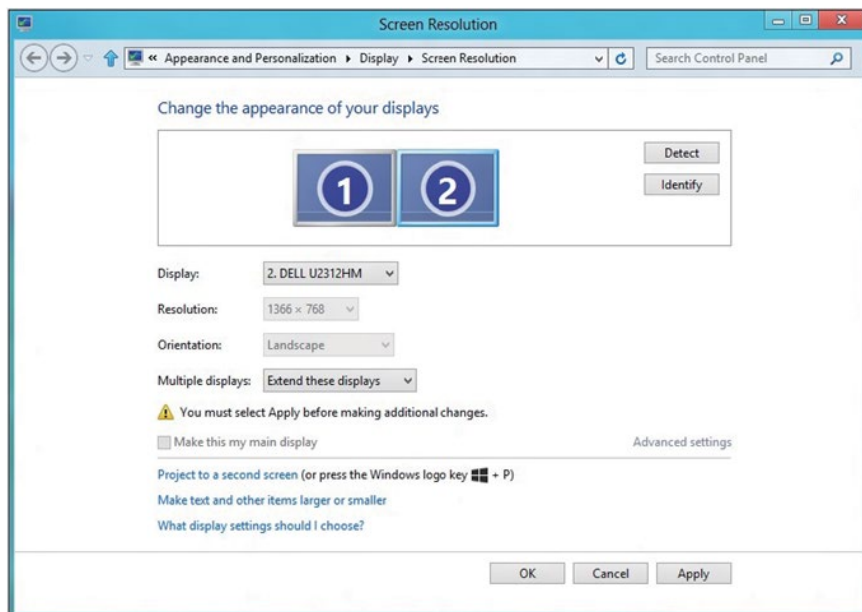 Screen Resolution
« Appearance and Personalization ▸ Display ▸ Screen Resolution
Search Control Panel
Change the appearance of your displays
1 2
Detect
Identify
Display: 2. DELL U2312HM
Resolution: 1366 × 768
Orientation: Landscape
Multiple displays: Extend these displays
You must select Apply before making additional changes.
Make this my main display Advanced settings
Project to a second screen (or press the Windows logo key + P)
Make text and other items larger or smaller
What display settings should I choose?
OK Cancel Apply